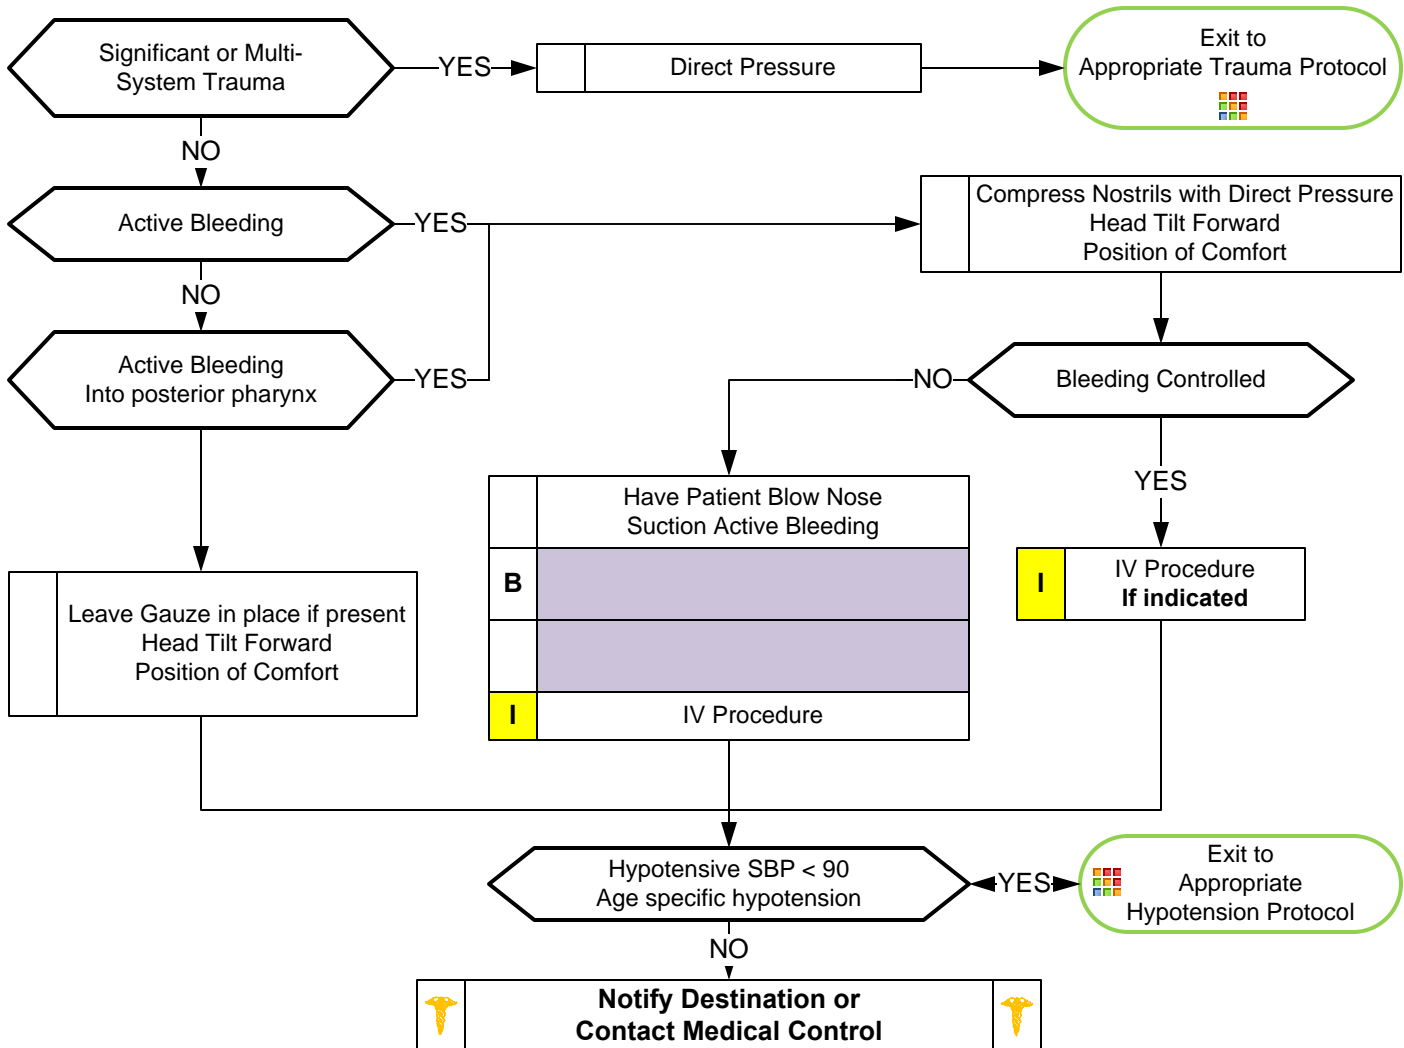 Significant or Multi-
System Trauma
YES
Direct Pressure
Exit to
Appropriate Trauma Protocol
NO
Active Bleeding
YES
Compress Nostrils with Direct Pressure
Head Tilt Forward
Position of Comfort
NO
Active Bleeding
Into posterior pharynx
YES
NO
Bleeding Controlled
YES
Have Patient Blow Nose
Suction Active Bleeding
B
I
IV Procedure
I
IV Procedure
If indicated
Leave Gauze in place if present
Head Tilt Forward
Position of Comfort
Hypotensive SBP < 90
Age specific hypotension
YES
Exit to
Appropriate
Hypotension Protocol
NO
Notify Destination or
Contact Medical Control